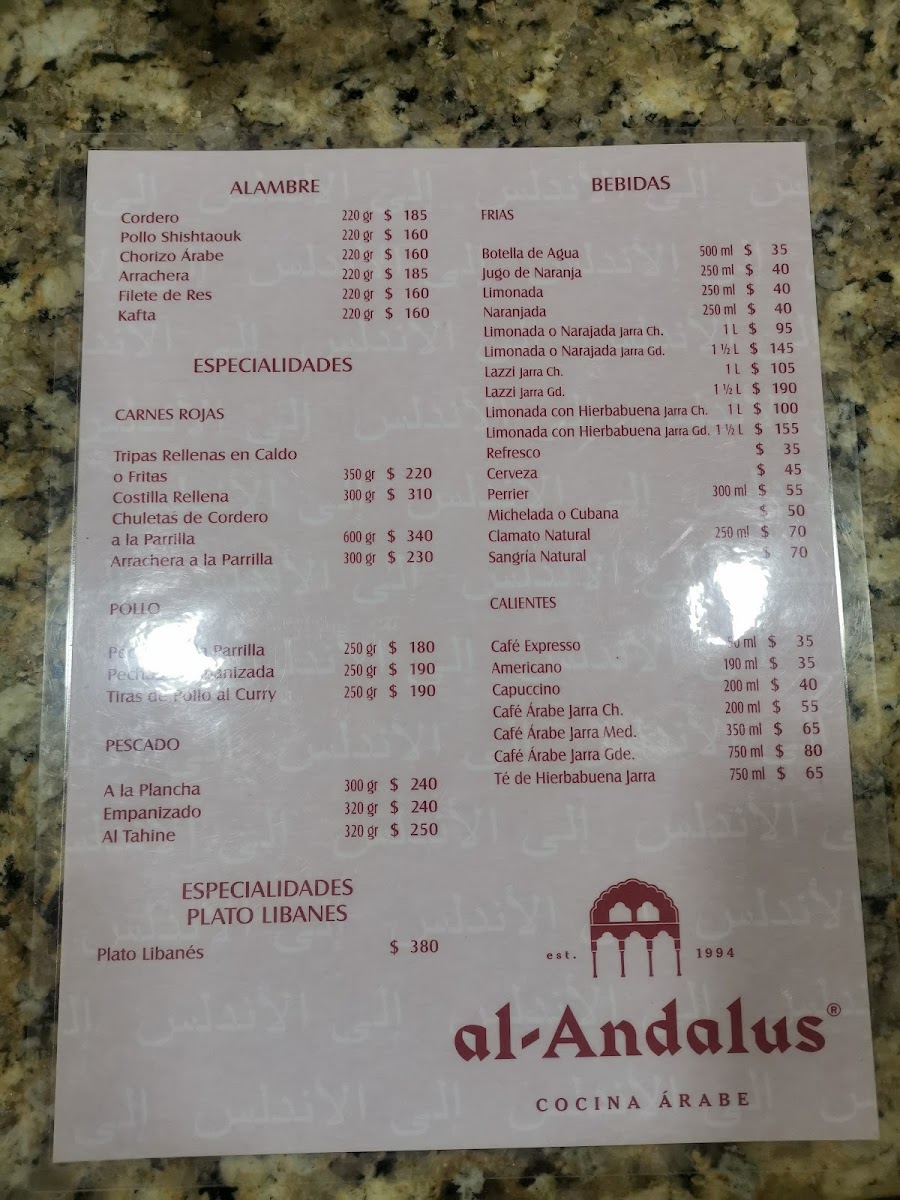 ALAMBRE
Cordero 220 gr $ 185
Pollo Shishtaouk 220 gr $ 160
Chorizo Árabe 220 gr $ 160
Arrachera 220 gr $ 185
Filete de Res 220 gr $ 160
Kafta 220 gr $ 160
ESPECIALIDADES
CARNES ROJAS
Tripas Rellenas en Caldo
o Fritas 350 gr $ 220
Costilla Rellena 300 gr $ 310
Chuletas de Cordero
a la Parrilla 600 gr $ 340
Arrachera a la Parrilla 300 gr $ 230
POLLO
Parrilla 250 gr $ 180
250 gr $ 190
Tiras de Pollo al Curry 250 gr $ 190
PESCADO
A la Plancha 300 gr $ 240
Empanizado 320 gr $ 240
Al Tahine 320 gr $ 250
ESPECIALIDADES
PLATO LIBANES
Plato Libanés $ 380
BEBIDAS
FRIAS
Botella de Agua 500 ml $ 35
Jugo de Naranja 250 ml $ 40
Limonada 250 ml $ 40
Naranjada 250 ml $ 40
Limonada o Narajada Jarra Ch. 1 L $ 95
Limonada o Narajada Jarra Gd. 1 ½ L $ 145
Lazzi Jarra Ch. 1 L $ 105
Lazzi Jarra Gd. 1 ½ L $ 190
Limonada con Hierbabuena Jarra Ch. 1 L $ 100
Limonada con Hierbabuena Jarra Gd. 1 ½ L $ 155
Refresco $ 35
Cerveza $ 45
Perrier 300 ml $ 55
Michelada o Cubana $ 50
Clamato Natural 250 ml $ 70
Sangría Natural $ 70
CALIENTES
Café Expresso ml $ 35
Americano 190 ml $ 35
Capuccino 200 ml $ 40
Café Árabe Jarra Ch. 200 ml $ 55
Café Árabe Jarra Med. 350 ml $ 65
Café Árabe Jarra Gde. 750 ml $ 80
Té de Hierbabuena Jarra 750 ml $ 65
est. 1994
al-Andalus®
COCINA ÁRABE
إلى الأندلس